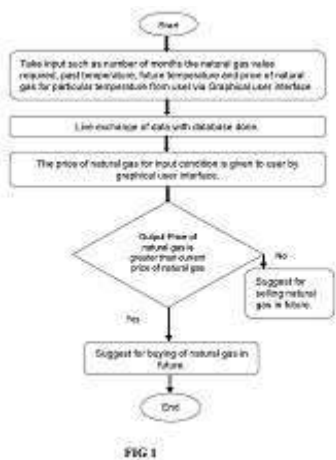 Start
Take input such as number of months the natural gas value
required, past temperature, future temperature and price of natural
gas for particular temperature from user via Graphical user interface
Live exchange of data with database done.
The price of natural gas for input condition is given to user by
graphical user interface.
Output Price of
natural gas is
greater than current
price of natural gas
No
Suggest for
selling natural
gas in future.
Yes
Suggest for buying of natural gas in
future.
End
FIG 1